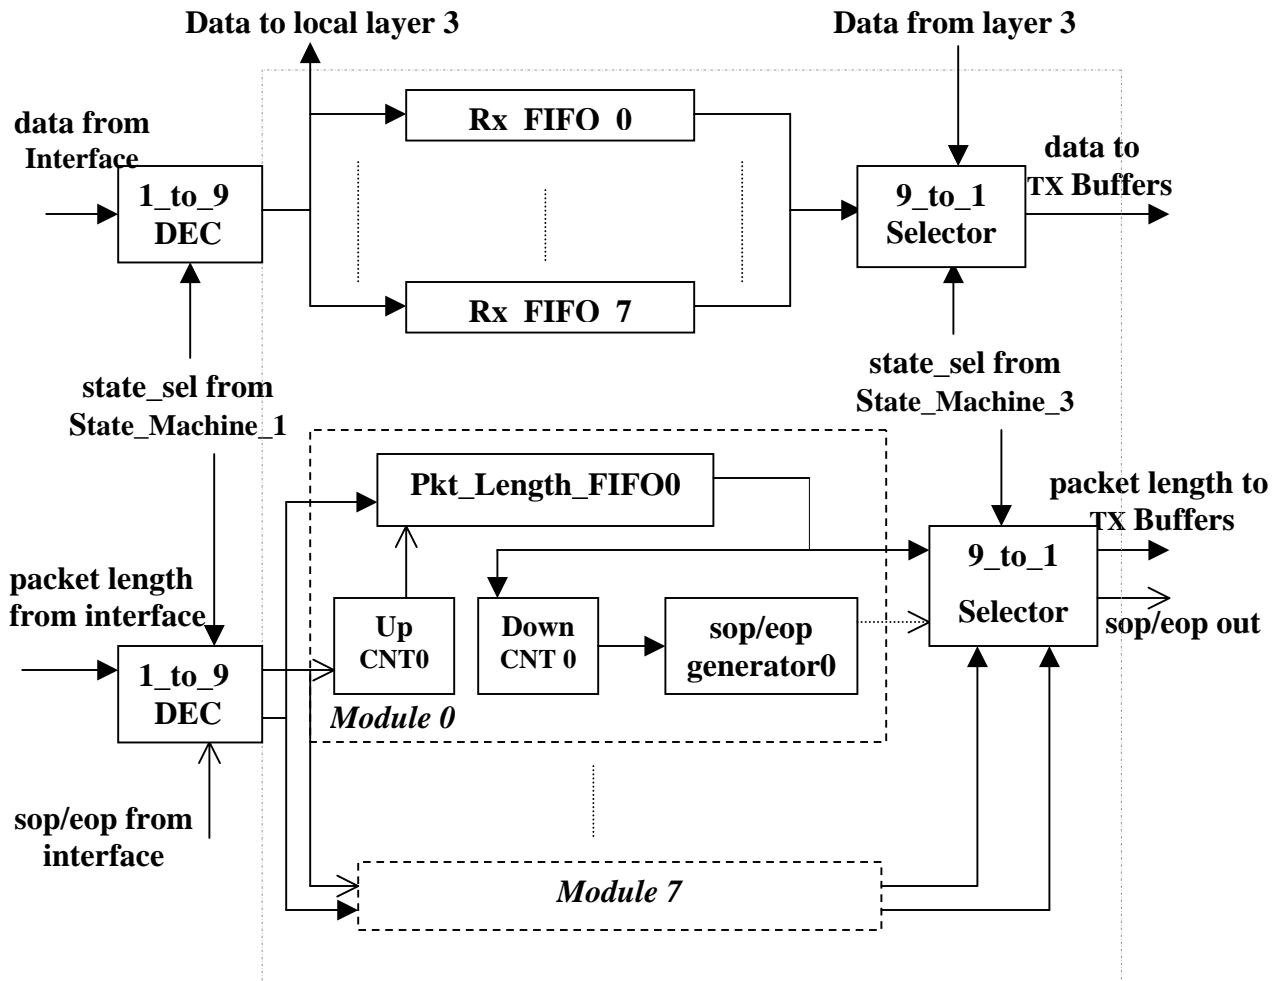 Data to local layer 3
Data from layer 3
data from
Interface
Rx FIFO 0
data to
TX Buffers
1_to_9
DEC
9_to_1
Selector
Rx FIFO 7
state_sel from
State_Machine_1
state_sel from
State_Machine_3
Pkt_Length_FIFO0
packet length to
TX Buffers
packet length
from interface
Up
CNT0
Down
CNT 0
sop/eop
generator0
9_to_1
Selector
sop/eop out
1_to_9
DEC
Module 0
sop/eop from
interface
Module 7